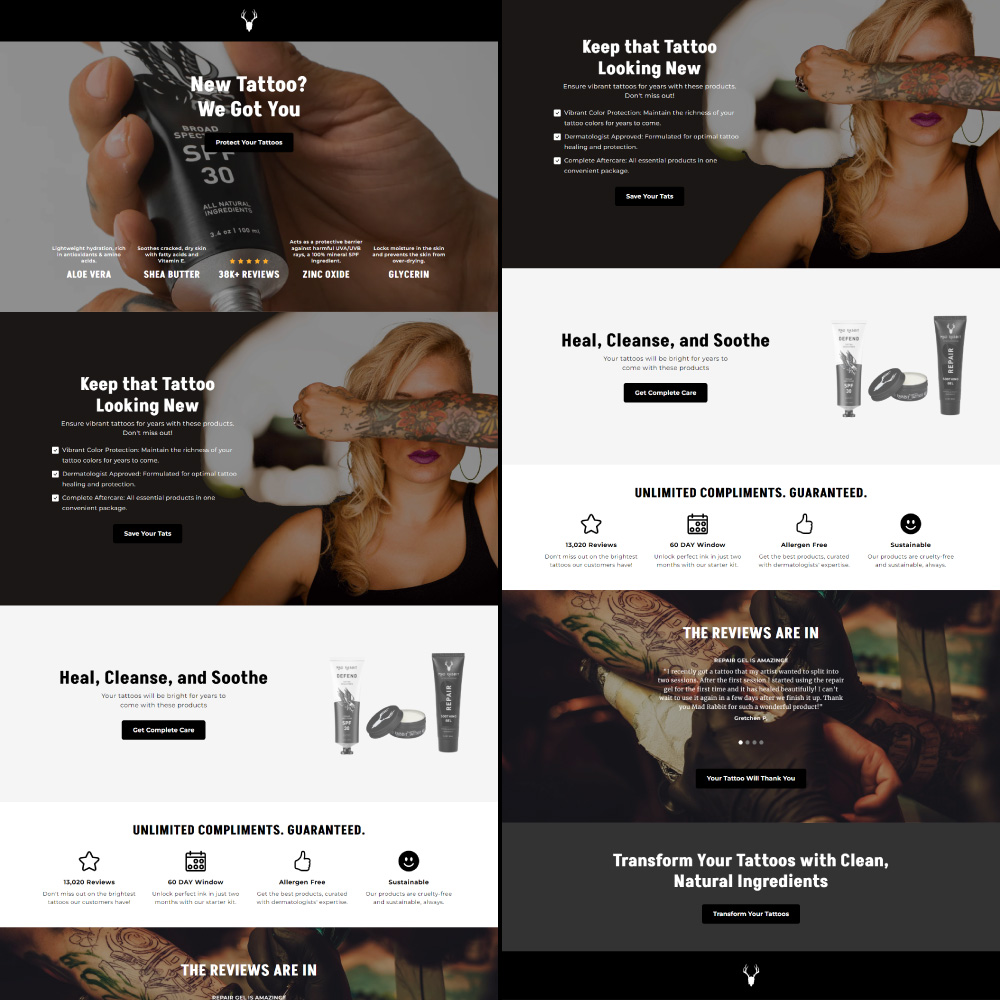 New Tattoo?
We Got You
BROAD
SPF
30
Protect Your Tattoos
ALL NATURAL
INGREDIENTS
3.4 oz | 100 mL
Lightweight hydration, rich
in antioxidants & amino
acids.
ALOE VERA
Soothes cracked, dry skin
with fatty acids and
Vitamin E.
SHEA BUTTER
38K+ REVIEWS
Acts as a protective barrier
against harmful UVA/UVB
rays, a 100% mineral SPF
ingredient.
ZINC OXIDE
Locks moisture in the skin
and prevents the skin from
over-drying.
GLYCERIN
Keep that Tattoo
Looking New
Ensure vibrant tattoos for years with these products.
Don't miss out!
Vibrant Color Protection: Maintain the richness of your
tattoo colors for years to come.
Dermatologist Approved: Formulated for optimal tattoo
healing and protection.
Complete Aftercare: All essential products in one
convenient package.
Save Your Tats
Heal, Cleanse, and Soothe
Your tattoos will be bright for years to
come with these products
Get Complete Care
DEFEND
SPF
30
REPAIR
UNLIMITED COMPLIMENTS. GUARANTEED.
13,020 Reviews
Don't miss out on the brightest
tattoos our customers have!
60 DAY Window
Unlock perfect ink in just two
months with our starter kit.
Allergen Free
Get the best products, curated
with dermatologists' expertise.
Sustainable
Our products are cruelty-free
and sustainable, always.
THE REVIEWS ARE IN
REPAIR GEL IS AMAZING!!
Keep that Tattoo
Looking New
Ensure vibrant tattoos for years with these products.
Don't miss out!
Vibrant Color Protection: Maintain the richness of your
tattoo colors for years to come.
Dermatologist Approved: Formulated for optimal tattoo
healing and protection.
Complete Aftercare: All essential products in one
convenient package.
Save Your Tats
Heal, Cleanse, and Soothe
Your tattoos will be bright for years to
come with these products
Get Complete Care
DEFEND
SPF
30
REPAIR
UNLIMITED COMPLIMENTS. GUARANTEED.
13,020 Reviews
Don't miss out on the brightest
tattoos our customers have!
60 DAY Window
Unlock perfect ink in just two
months with our starter kit.
Allergen Free
Get the best products, curated
with dermatologists' expertise.
Sustainable
Our products are cruelty-free
and sustainable, always.
THE REVIEWS ARE IN
REPAIR GEL IS AMAZING!!
"I recently got a tattoo that my artist wanted to split into
two sessions. After the first session I started using the repair
gel for the first time and it has healed beautifully! I can't
wait to use it again in a few days after we finish it up. Thank
you Mad Rabbit for such a wonderful product!"
Gretchen P.
Your Tattoo Will Thank You
Transform Your Tattoos with Clean,
Natural Ingredients
Transform Your Tattoos